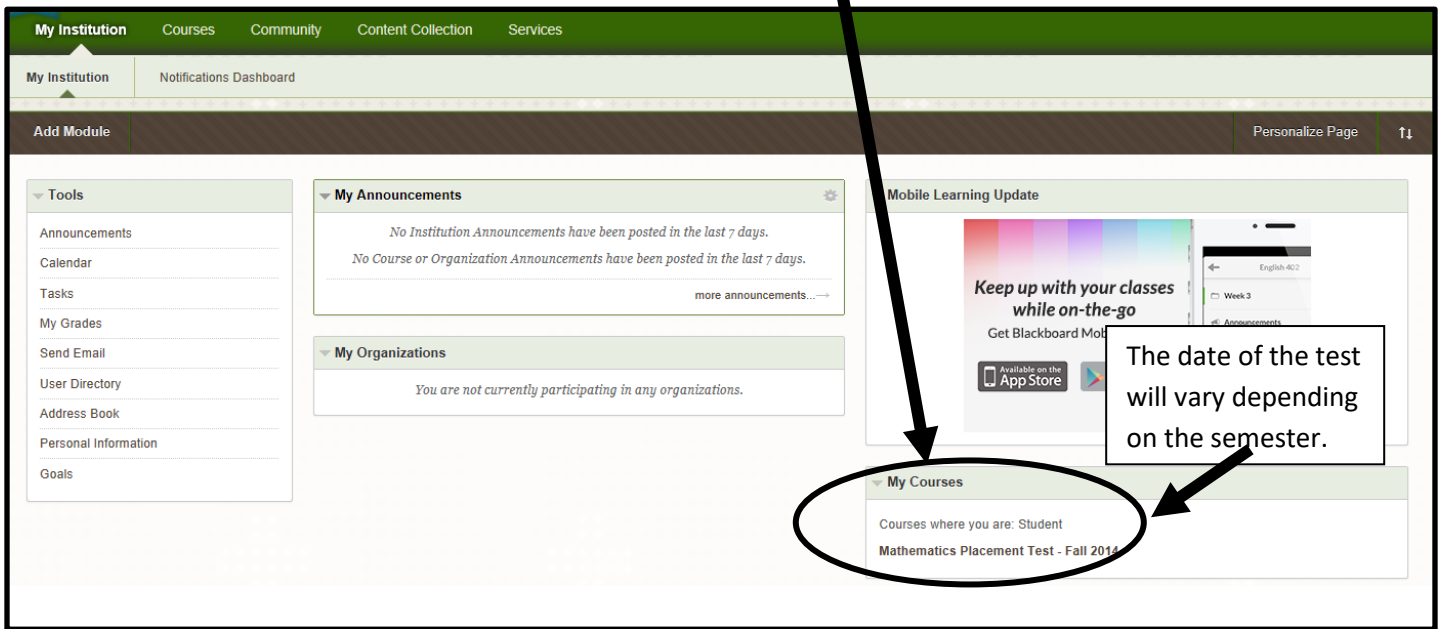 My Institution Courses Community Content Collection Services
My Institution Notifications Dashboard
Add Module Personalize Page
Tools
Announcements
Calendar
Tasks
My Grades
Send Email
User Directory
Address Book
Personal Information
Goals
My Announcements
No Institution Announcements have been posted in the last 7 days.
No Course or Organization Announcements have been posted in the last 7 days.
more announcements...→
My Organizations
You are not currently participating in any organizations.
Mobile Learning Update
Keep up with your classes
while on-the-go
Get Blackboard Mob
Available on the
App Store
English 402
Week 3
Announcements
The date of the test
will vary depending
on the semester.
My Courses
Courses where you are: Student
Mathematics Placement Test - Fall 2014